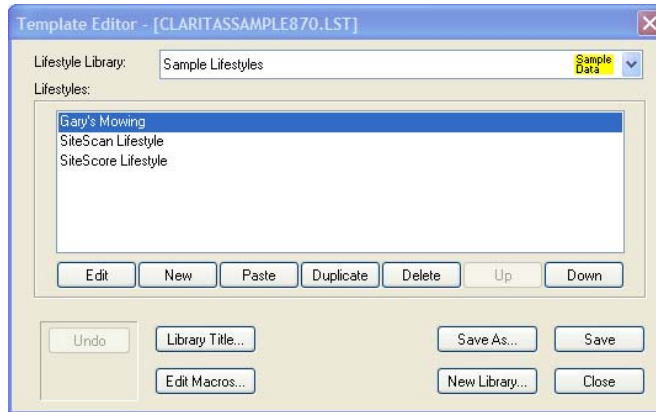 Template Editor - [CLARITASSAMPLE870.LST]
Lifestyle Library: Sample Lifestyles Sample Data
Lifestyles:
Gary's Mowing
SiteScan Lifestyle
SiteScore Lifestyle
Edit New Paste Duplicate Delete Up Down
Undo Library Title... Save As... Save
Edit Macros... New Library... Close